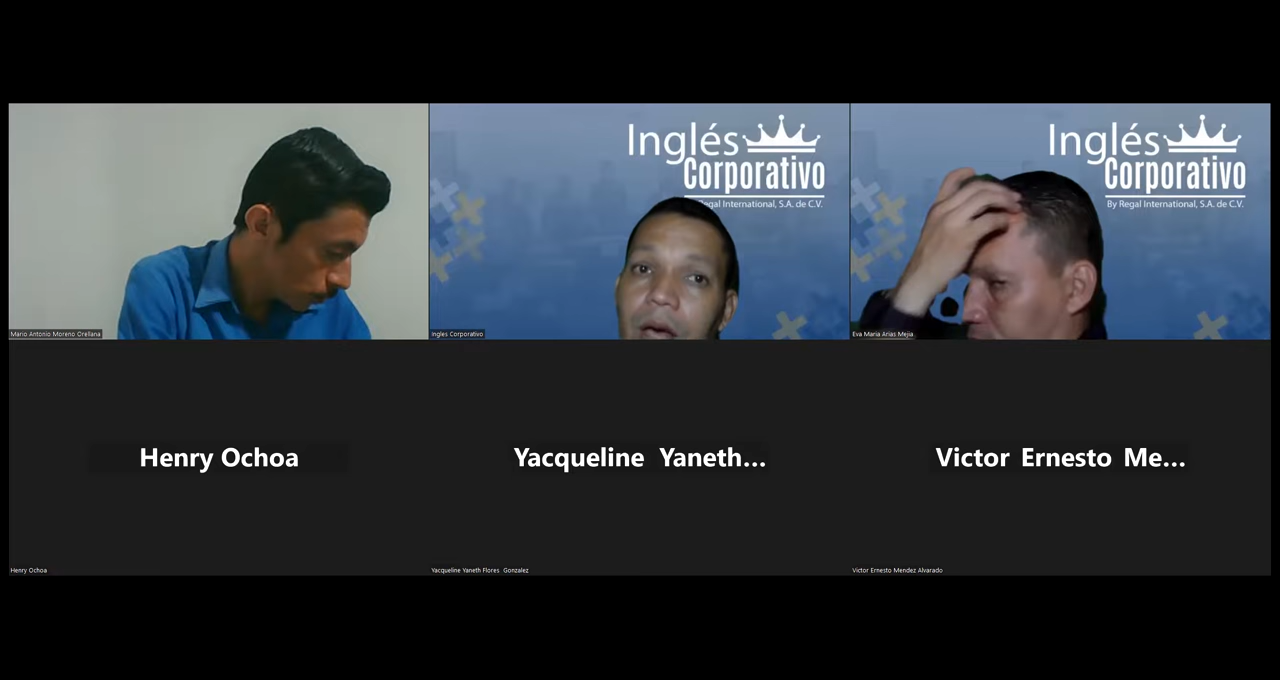 Inglés
Corporativo
Regal International, S.A. de C.V.
Inglés
Corporativo
By Regal International, S.A. de C.V.
Mario Antonio Moreno Orellana
Ingles Corporativo
Eva Maria Arias Mejia
Henry Ochoa
Yacqueline Yaneth...
Victor Ernesto Me...
Henry Ochoa
Yacqueline Yaneth Flores Gonzalez
Victor Ernesto Mendez Alvarado